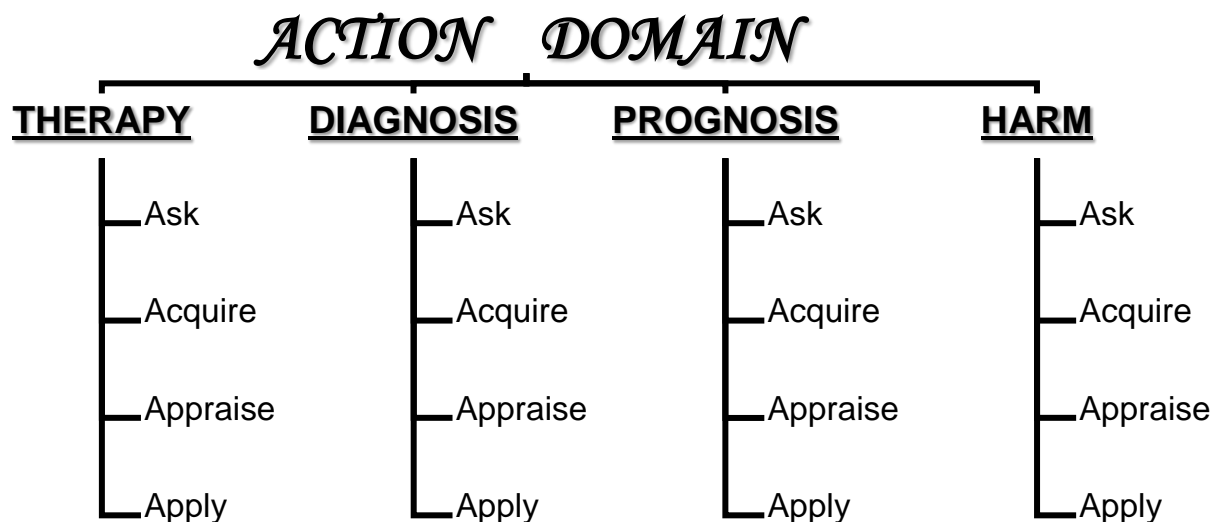 ACTION DOMAIN
THERAPY DIAGNOSIS PROGNOSIS HARM
Ask Ask Ask Ask
Acquire Acquire Acquire Acquire
Appraise Appraise Appraise Appraise
Apply Apply Apply Apply